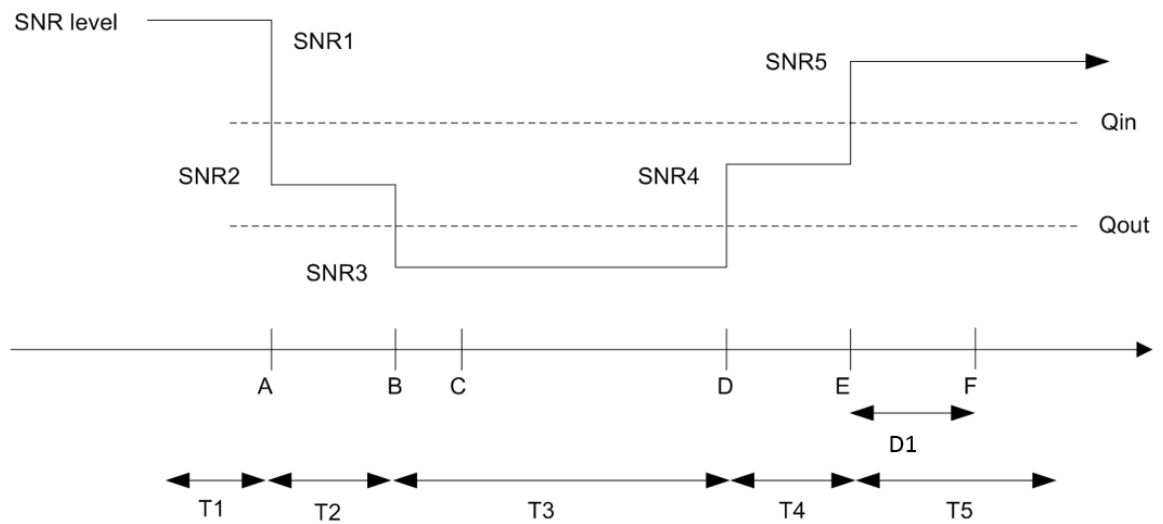 SNR level
SNR1
SNR5
Qin
SNR2
SNR4
Qout
SNR3
A
B
C
D
E
F
D1
T1
T2
T3
T4
T5